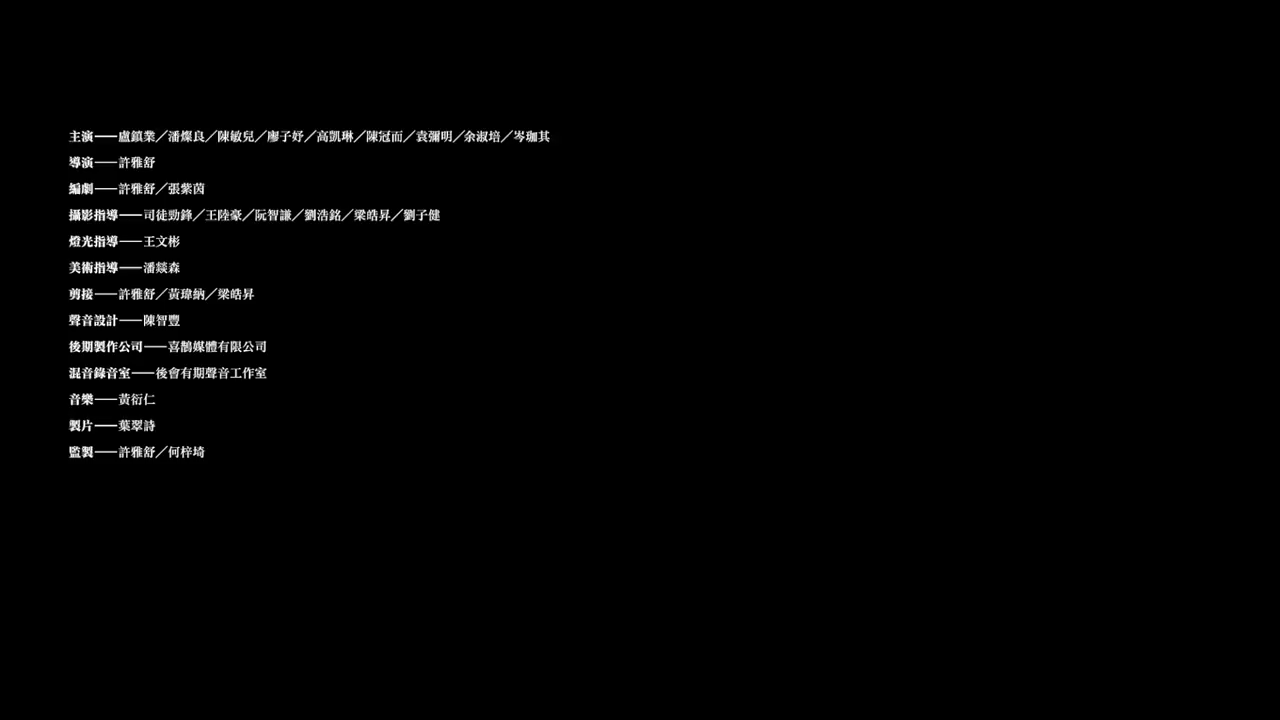 主演——盧鎮業╱潘燦良╱陳敏兒╱廖子妤╱高凱琳╱陳冠而╱袁彌明╱余淑培╱岑珈其
導演——許雅舒
編劇——許雅舒╱張紫茵
攝影指導——司徒勁鋒╱王陸豪╱阮智謙╱劉浩銘╱梁皓昇╱劉子健
燈光指導——王文彬
美術指導——潘燚森
剪接——許雅舒╱黃瑋納╱梁皓昇
聲音設計——陳智豐
後期製作公司——喜鵲媒體有限公司
混音錄音室——後會有期聲音工作室
音樂——黃衍仁
製片——葉翠詩
監製——許雅舒╱何梓埼